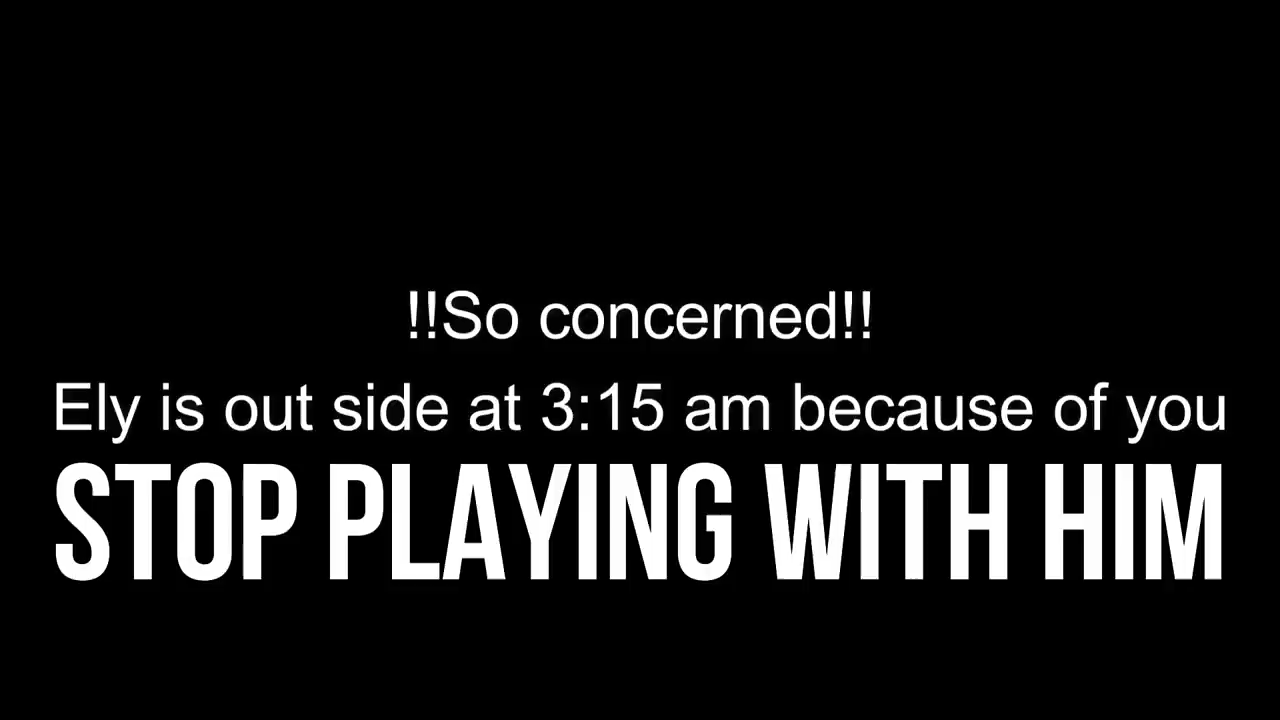 !!So concerned!!
Ely is out side at 3:15 am because of you
STOP PLAYING WITH HIM